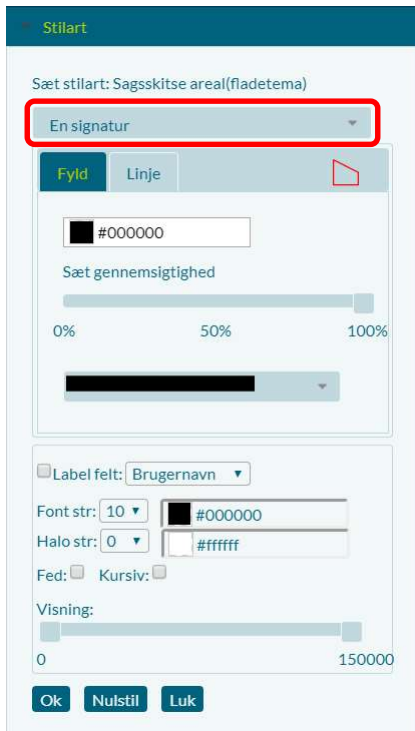 Stilart
Sæt stilart: Sagsskitse areal(fladetema)
En signatur
Fyld Linje
#000000
Sæt gennemsigtighed
0% 50% 100%
Label felt: Brugernavn
Font str: 10 #000000
Halo str: 0 #ffffff
Fed: Kursiv:
Visning:
0 150000
Ok Nulstil Luk